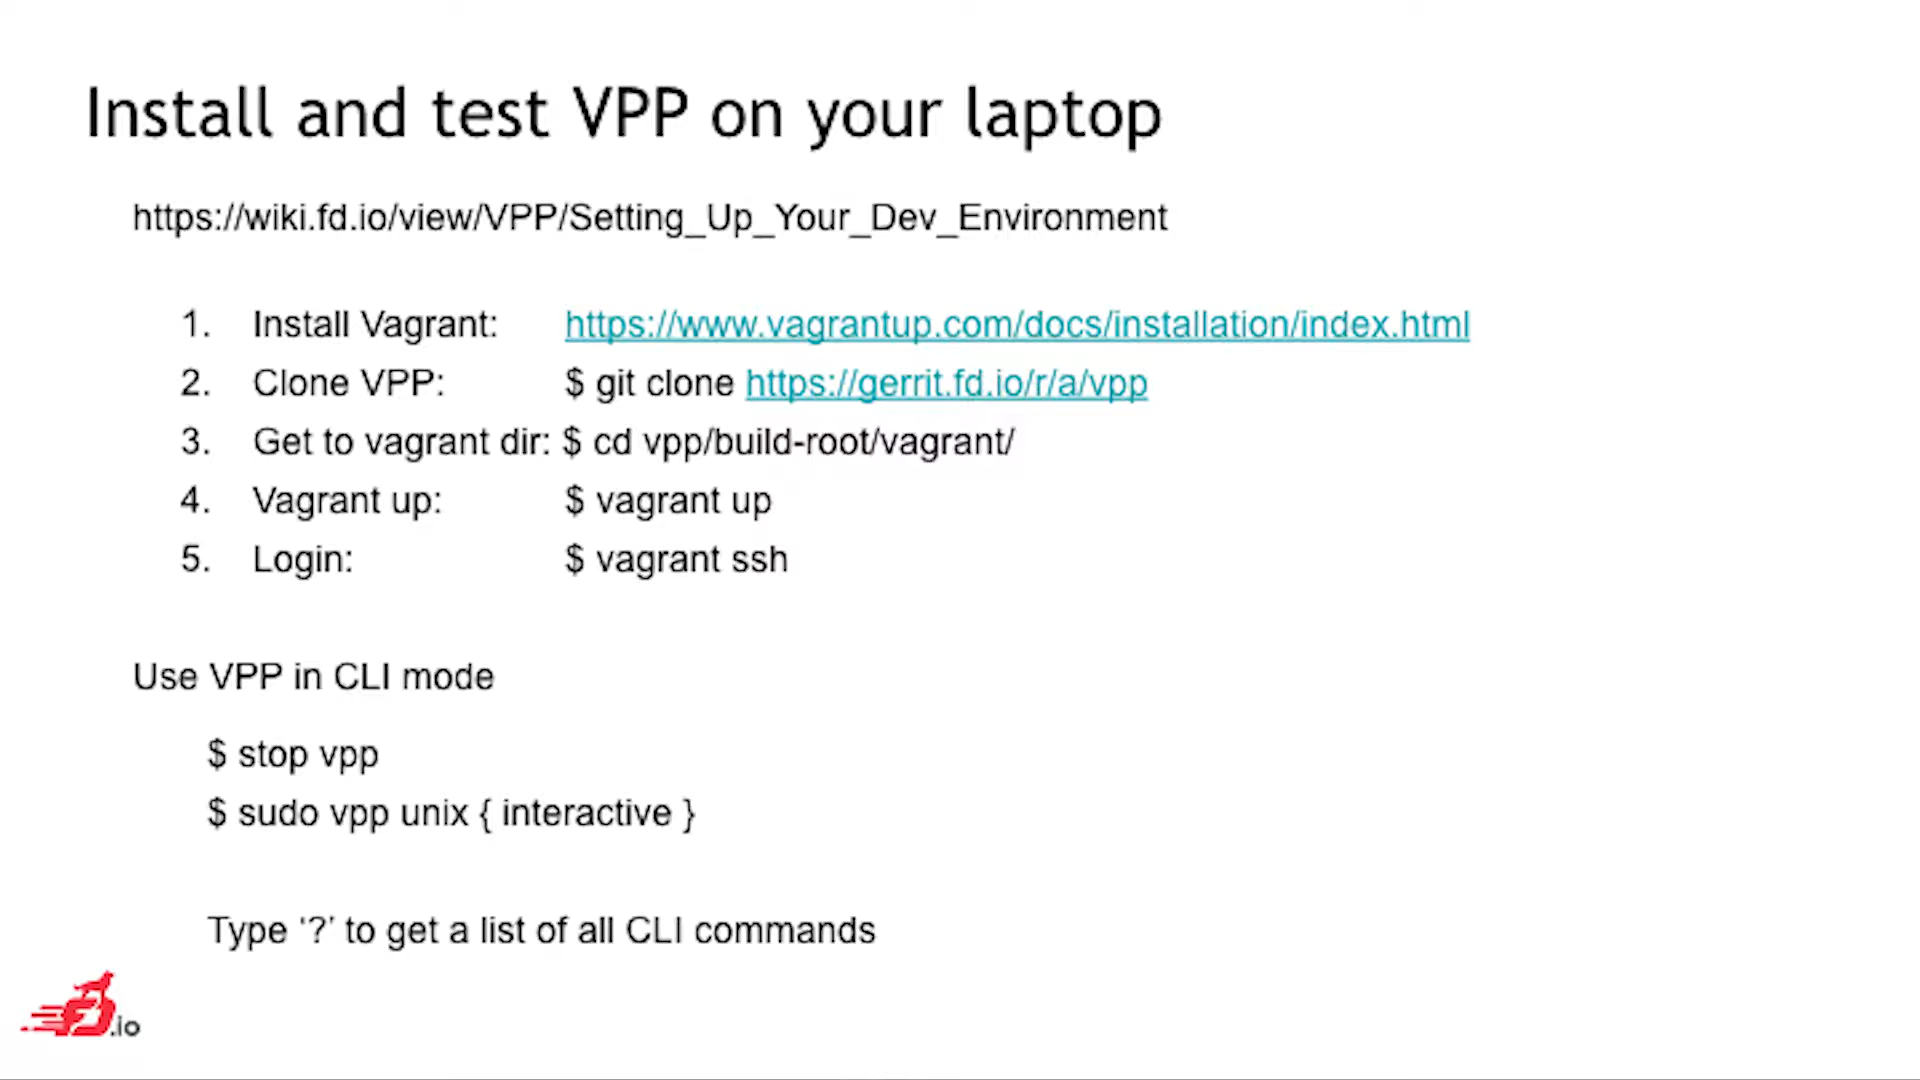 Install and test VPP on your laptop
https://wiki.fd.io/view/VPP/Setting_Up_Your_Dev_Environment
1. Install Vagrant: https://www.vagrantup.com/docs/installation/index.html
2. Clone VPP: $ git clone https://gerrit.fd.io/r/a/vpp
3. Get to vagrant dir: $ cd vpp/build-root/vagrant/
4. Vagrant up: $ vagrant up
5. Login: $ vagrant ssh
Use VPP in CLI mode
$ stop vpp
$ sudo vpp unix { interactive }
Type ‘?’ to get a list of all CLI commands
.io